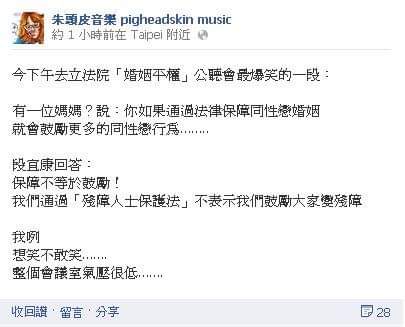 朱頭皮音樂 pigheadskin music
約 1 小時前在 Taipei 附近
今下午去立法院「婚姻平權」公聽會最爆笑的一段：
有一位媽媽？說：你如果通過法律保障同性戀婚姻
就會鼓勵更多的同性戀行為........
段宜康回答：
保障不等於鼓勵！
我們通過「殘障人士保護法」不表示我們鼓勵大家變殘障
我咧
想笑不敢笑.......
整個會議室氣壓很低.......
收回讚 · 留言 · 分享
28